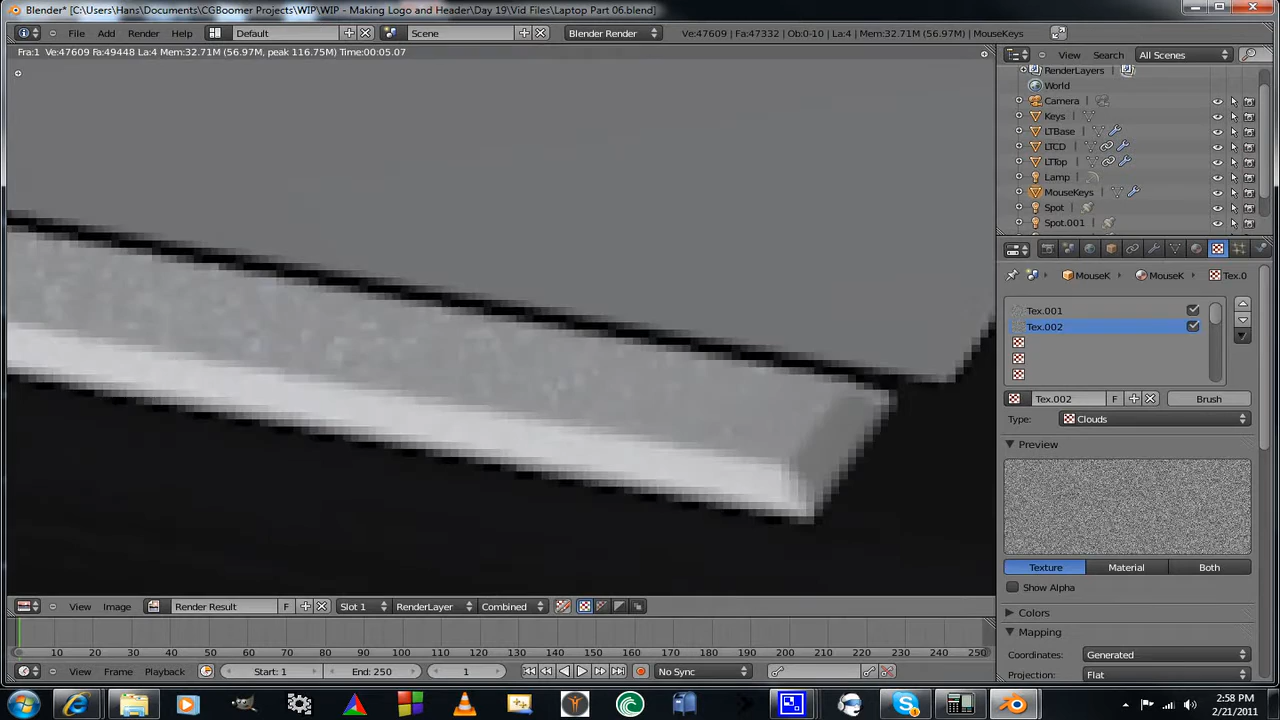 Blender* [C:\Users\Hans\Documents\CGBoomer Projects\WIP\WIP - Making Logo and Header\Day 19\Vid Files\Laptop Part 06.blend]
File Add Render Help Default Scene Blender Render Ve:47609 | Fa:47332 | Ob:0-10 | La:4 | Mem:32.71M (56.97M) | MouseKeys
Fra:1 Ve:47609 Fa:49448 La:4 Mem:32.71M (56.97M, peak 116.75M) Time:00:05.07
View Search All Scenes
RenderLayers
World
Camera
Keys
LTBase
LTCD
LTTop
Lamp
MouseKeys
Spot
Spot.001
MouseK MouseK Tex.0
Tex.001
Tex.002
Tex.002 F Brush
Type: Clouds
Preview
Texture Material Both
Show Alpha
Colors
Mapping
Coordinates: Generated
Projection: Flat
View Image Render Result F Slot 1 RenderLayer Combined
10 20 30 40 50 60 70 80 90 100 110 120 130 140 150 160 170 180 190 200 210 220 230 240 250
View Frame Playback Start: 1 End: 250 1 No Sync
2:58 PM
2/21/2011